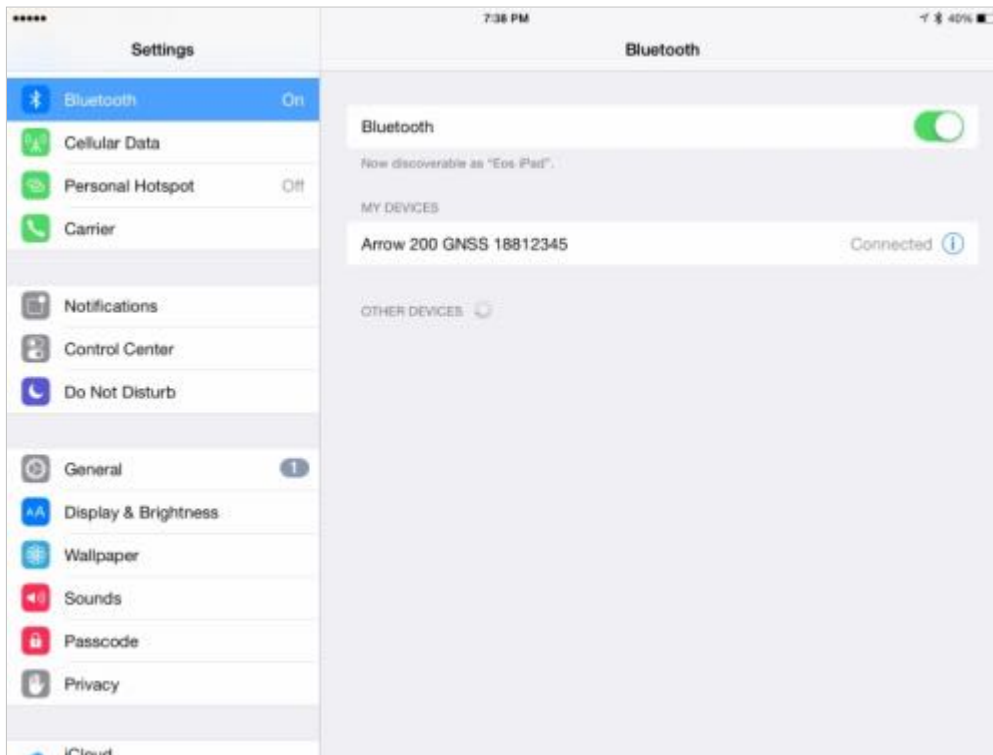 7:38 PM
40%
Settings
Bluetooth
Bluetooth On
Cellular Data
Personal Hotspot Off
Carrier
Notifications
Control Center
Do Not Disturb
General 1
Display & Brightness
Wallpaper
Sounds
Passcode
Privacy
iCloud
Bluetooth
Now discoverable as "Eos iPad".
MY DEVICES
Arrow 200 GNSS 18812345 Connected
OTHER DEVICES